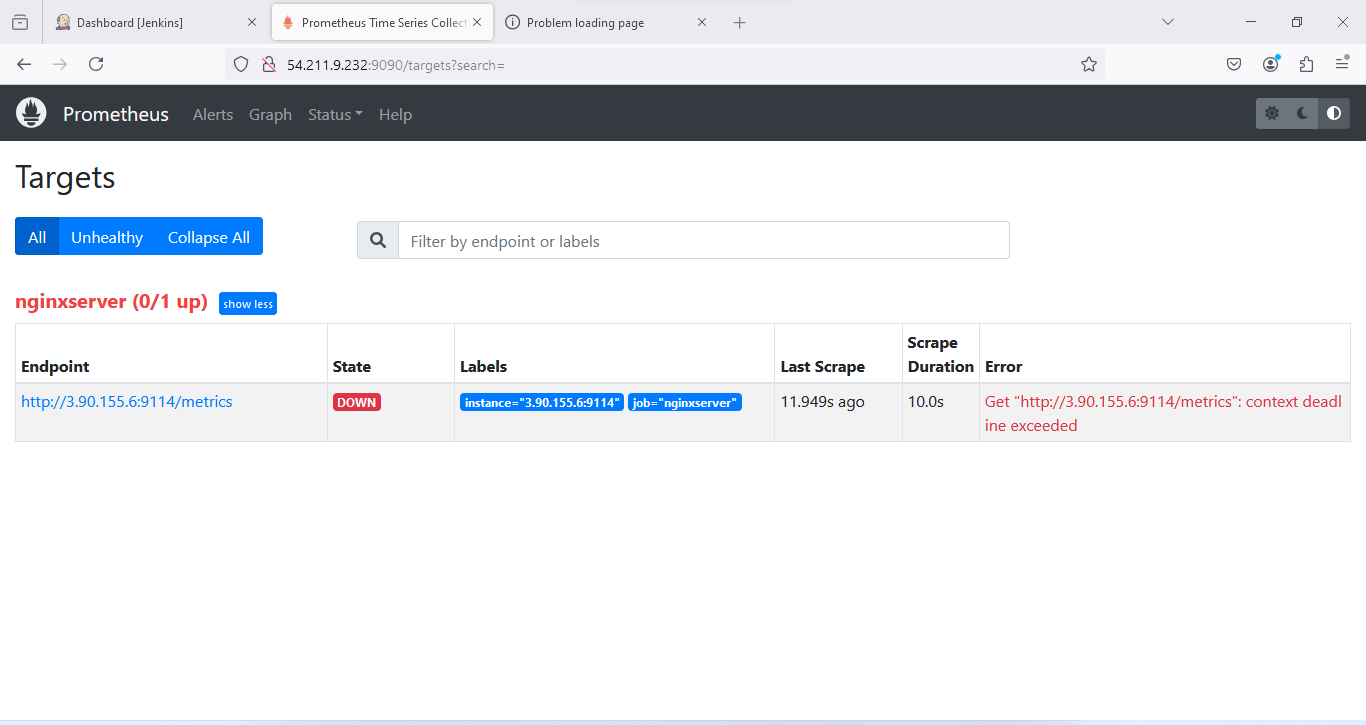 Dashboard [Jenkins]
Prometheus Time Series Collect
Problem loading page
54.211.9.232:9090/targets?search=
Prometheus Alerts Graph Status Help
Targets
All Unhealthy Collapse All
Filter by endpoint or labels
nginxserver (0/1 up) show less
Endpoint State Labels Last Scrape Scrape Duration Error
http://3.90.155.6:9114/metrics DOWN instance="3.90.155.6:9114" job="nginxserver" 11.949s ago 10.0s Get "http://3.90.155.6:9114/metrics": context deadl
ine exceeded